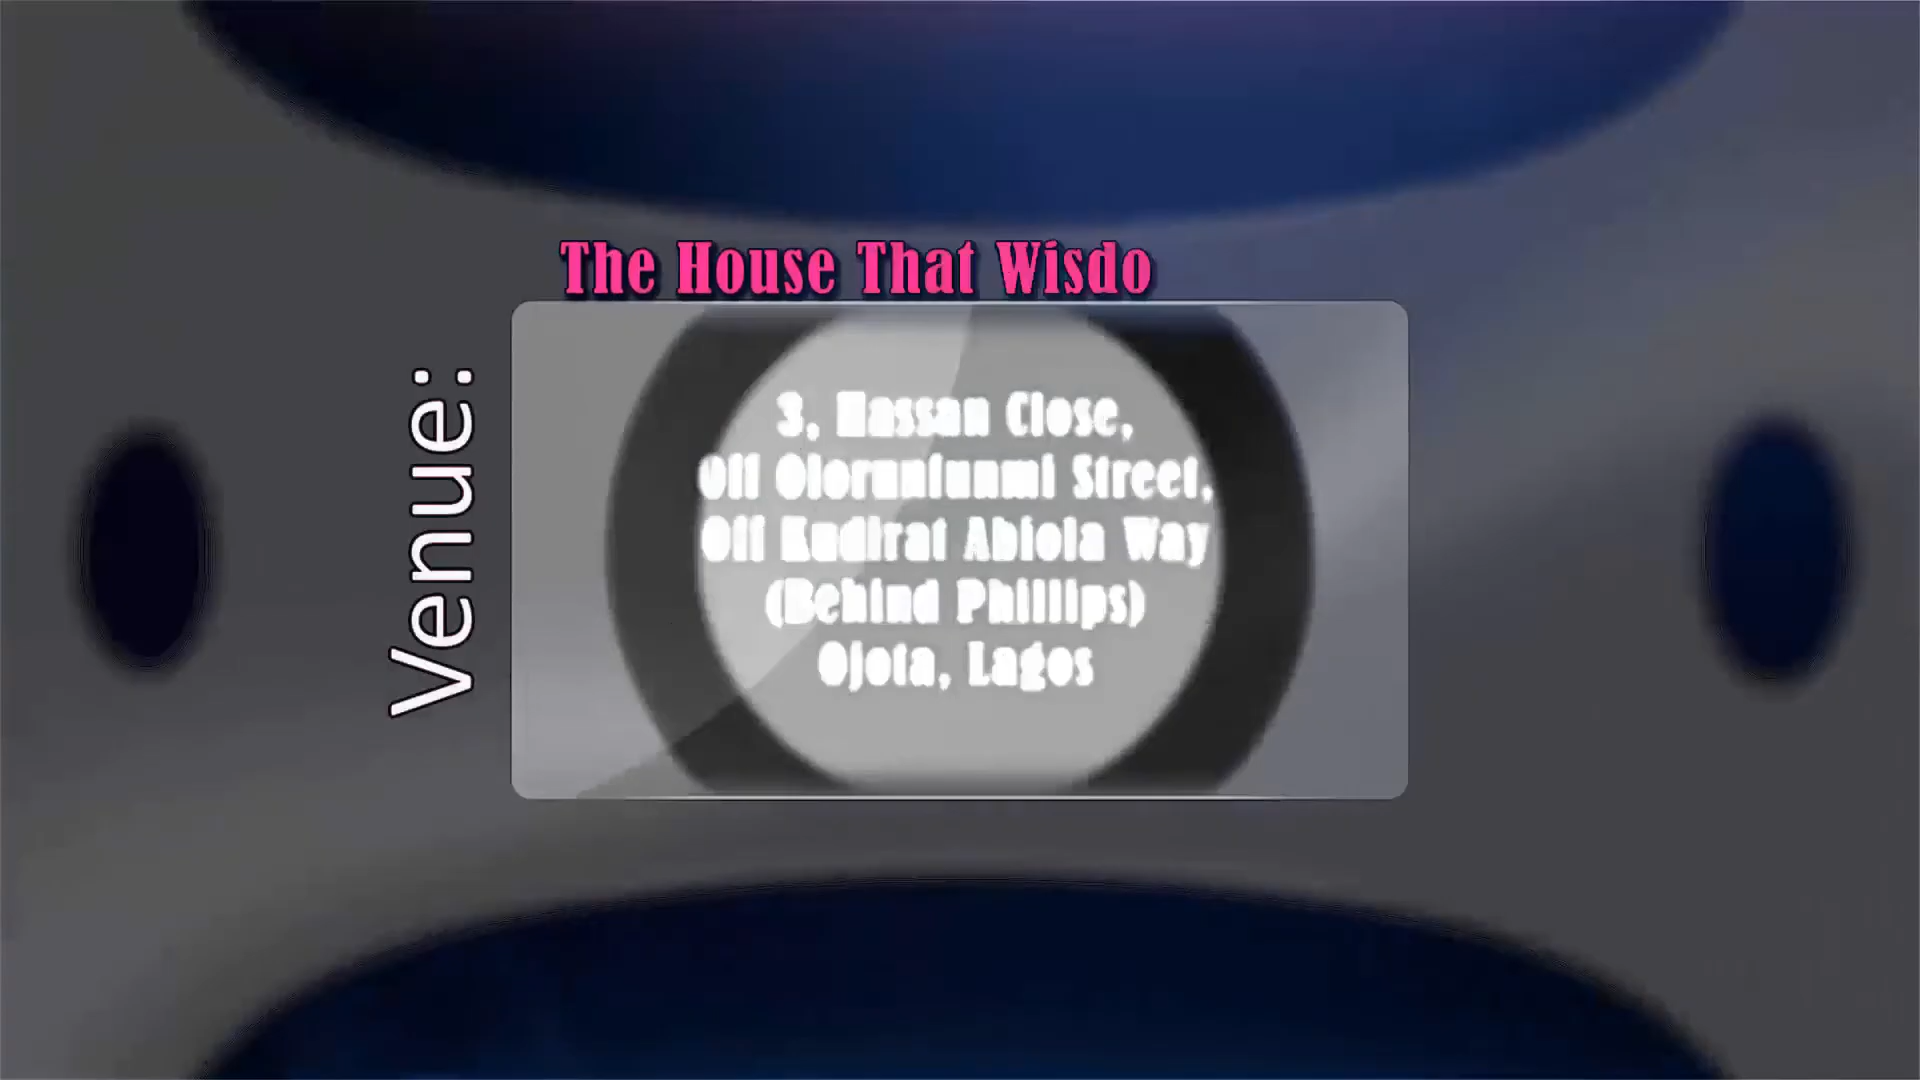 The House That Wisdo
Venue:
3, Hassan Close,
Off Olorunfunmi Street,
Off Kudirat Abiola Way
(Behind Phillips)
Ojota, Lagos